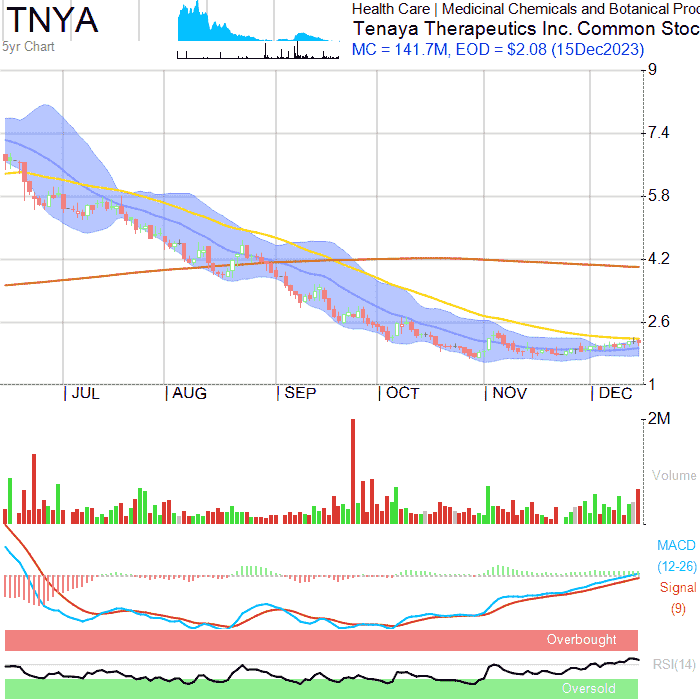 TNYA
5yr Chart
Health Care | Medicinal Chemicals and Botanical Proc
Tenaya Therapeutics Inc. Common Stoc
MC = 141.7M, EOD = $2.08 (15Dec2023)
9
7.4
5.8
4.2
2.6
1
| JUL | AUG | SEP | OCT | NOV | DEC
2M
Volume
MACD
(12-26)
Signal
(9)
Overbought
RSI(14)
Oversold